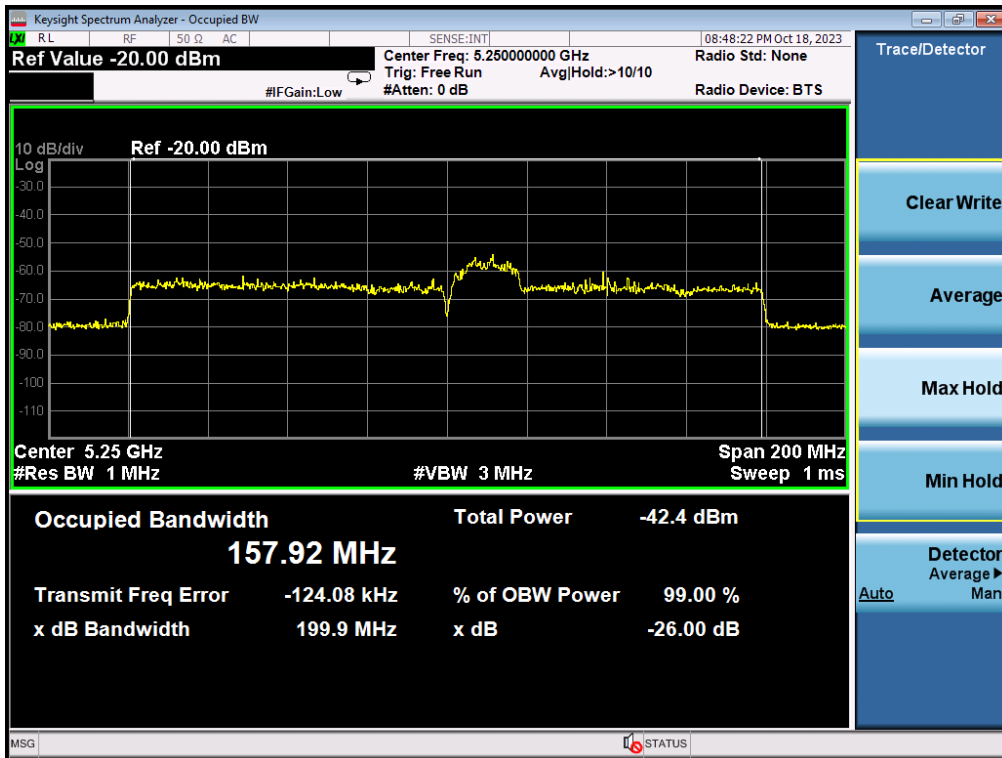 Keysight Spectrum Analyzer - Occupied BW
LXI RL RF 50 Ω AC SENSE:INT 08:48:22 PM Oct 18, 2023
Ref Value -20.00 dBm
Center Freq: 5.250000000 GHz
Radio Std: None
Trig: Free Run Avg|Hold:>10/10
#IFGain:Low
#Atten: 0 dB
Radio Device: BTS
10 dB/div Ref -20.00 dBm
Log
-30.0
-40.0
-50.0
-60.0
-70.0
-80.0
-90.0
-100
-110
Center 5.25 GHz Span 200 MHz
#Res BW 1 MHz #VBW 3 MHz Sweep 1 ms
Occupied Bandwidth Total Power -42.4 dBm
157.92 MHz
Transmit Freq Error -124.08 kHz % of OBW Power 99.00 %
x dB Bandwidth 199.9 MHz x dB -26.00 dB
MSG STATUS
Trace/Detector
Clear Write
Average
Max Hold
Min Hold
Detector
Average
Auto Man